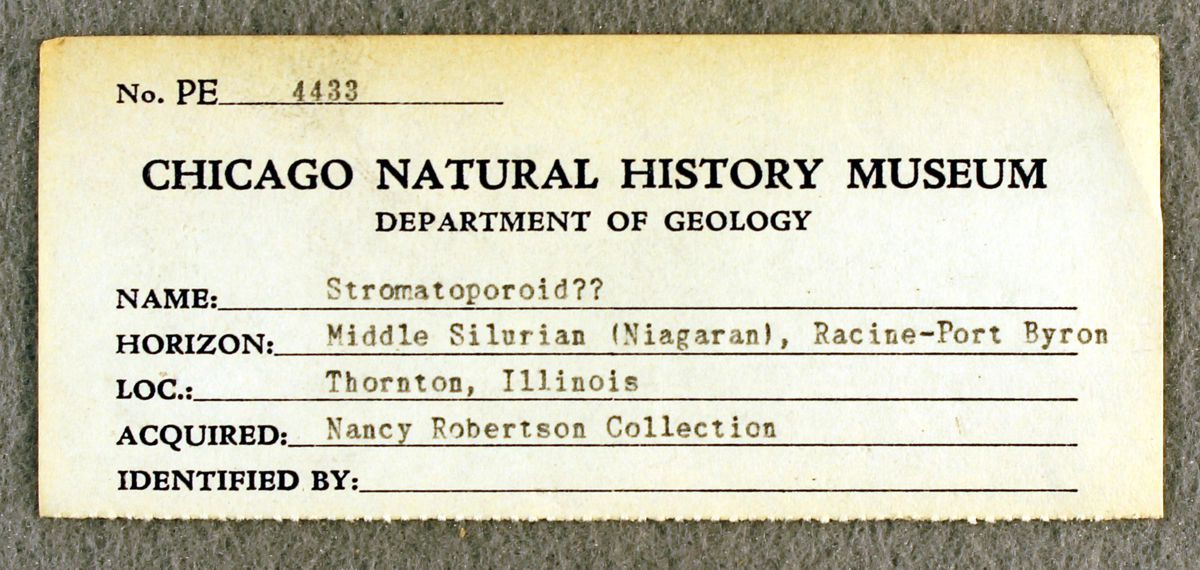 No. PE 4433
CHICAGO NATURAL HISTORY MUSEUM
DEPARTMENT OF GEOLOGY
NAME: Stromatoporoid??
HORIZON: Middle Silurian (Niagaran), Racine-Port Byron
LOC.: Thornton, Illinois
ACQUIRED: Nancy Robertson Collection
IDENTIFIED BY: